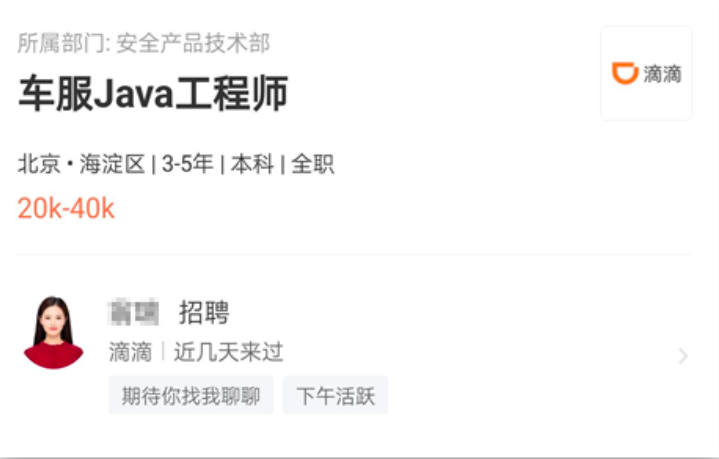 所属部门: 安全产品技术部
车服Java工程师
滴滴
北京 • 海淀区 | 3-5年 | 本科 | 全职
20k-40k
招聘
滴滴 | 近几天来过
期待你找我聊聊 下午活跃